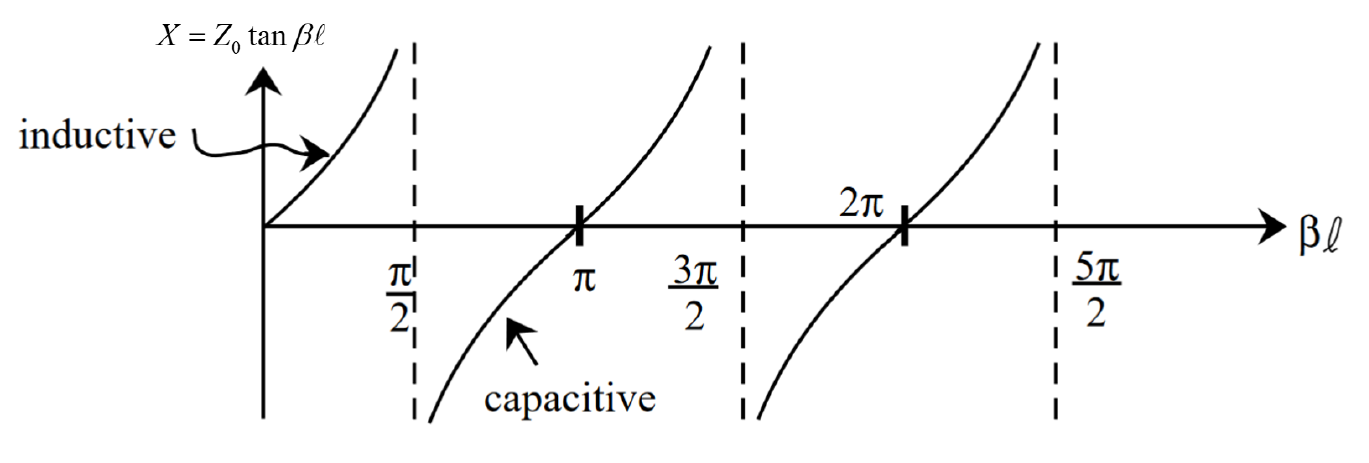 X = Z₀ tan βℓ
inductive
2π
βℓ
π/2
π
3π/2
5π/2
capacitive